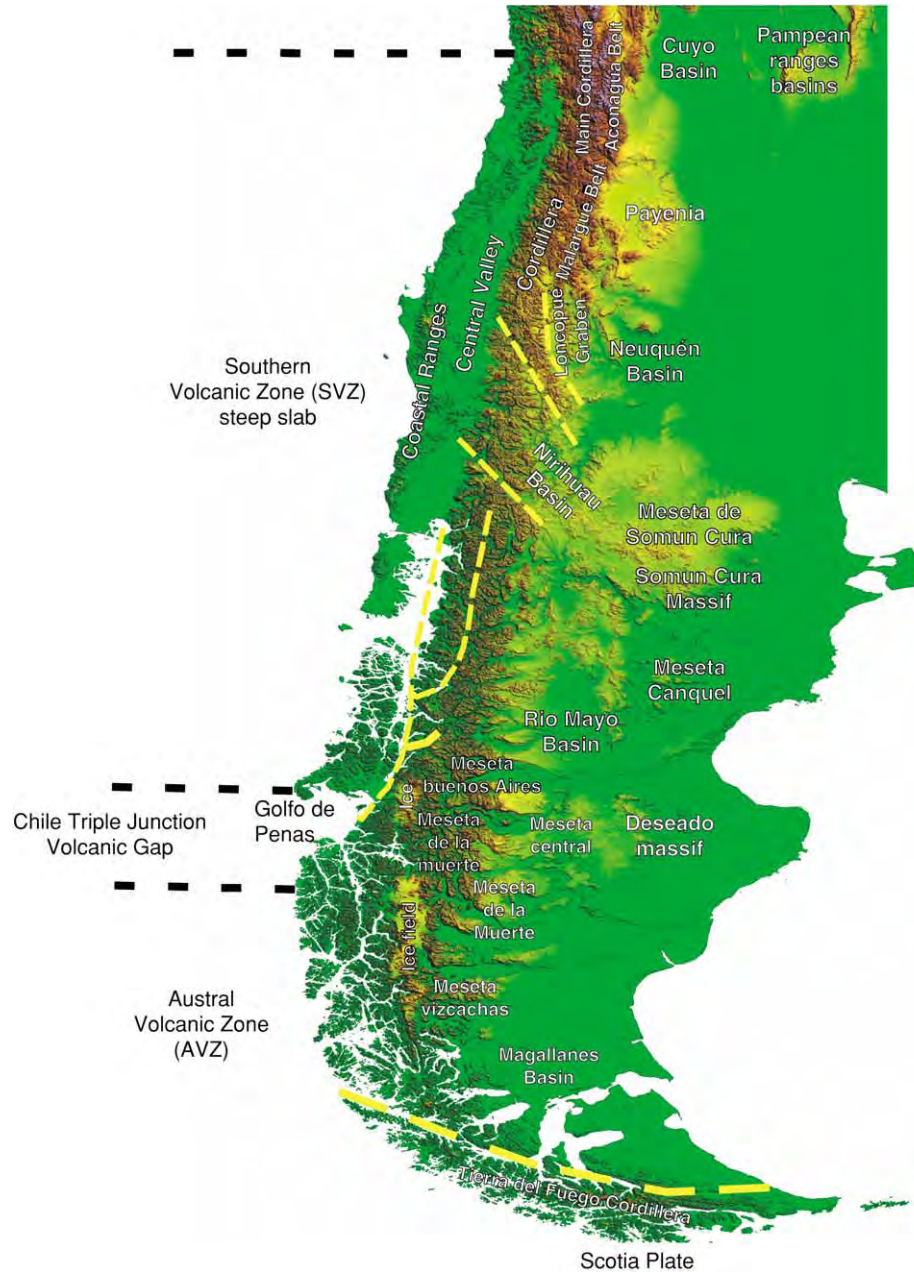 Main Cordillera
Aconagua Belt
Cuyo
Basin
Pampean
ranges
basins
Cordillera
Malargue Belt
Payenia
Central Valley
Coastal Ranges
Loncopué
Graben
Neuquén
Basin
Southern
Volcanic Zone (SVZ)
steep slab
Nirihuau
Basin
Meseta de
Somun Cura
Somun Cura
Massif
Meseta
Canquel
Rio Mayo
Basin
Meseta
buenos Aires
Ice
Golfo de
Penas
Chile Triple Junction
Volcanic Gap
Meseta
de la
muerte
Meseta
central
Deseado
massif
Meseta
de la
Muerte
Ice field
Meseta
vizcachas
Austral
Volcanic Zone
(AVZ)
Magallanes
Basin
Tierra del Fuego Cordillera
Scotia Plate